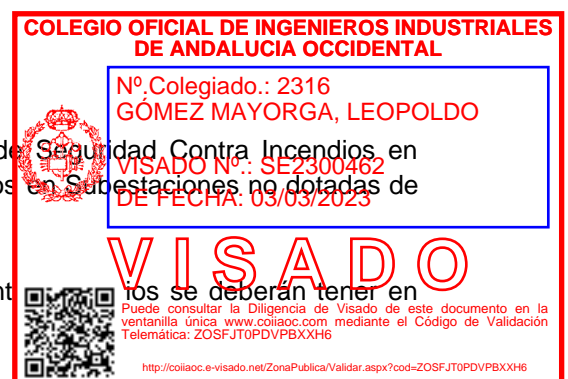 COLEGIO OFICIAL DE INGENIEROS INDUSTRIALES
DE ANDALUCIA OCCIDENTAL
Nº.Colegiado.: 2316
GÓMEZ MAYORGA, LEOPOLDO
de Seguridad Contra Incendios en
VISADO Nº.: SE2300462
en Subestaciones no dotadas de
DE FECHA: 03/03/2023
VISADO
ios se deberán tener en
Puede consultar la Diligencia de Visado de este documento en la
ventanilla única www.coiiaoc.com mediante el Código de Validación
Telemática: ZOSFJT0PDVPBXXH6
http://coiiaoc.e-visado.net/ZonaPublica/Validar.aspx?cod=ZOSFJT0PDVPBXXH6